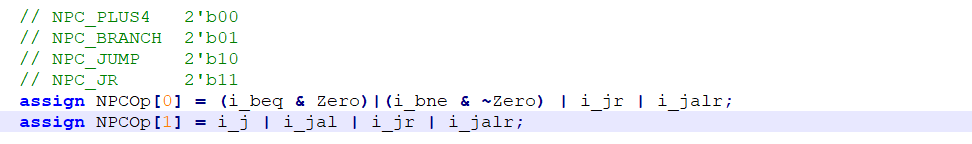 // NPC_PLUS4   2'b00
// NPC_BRANCH  2'b01
// NPC_JUMP    2'b10
// NPC_JR      2'b11
assign NPCOp[0] = (i_beq & Zero)|(i_bne & ~Zero) | i_jr | i_jalr;
assign NPCOp[1] = i_j | i_jal | i_jr | i_jalr;